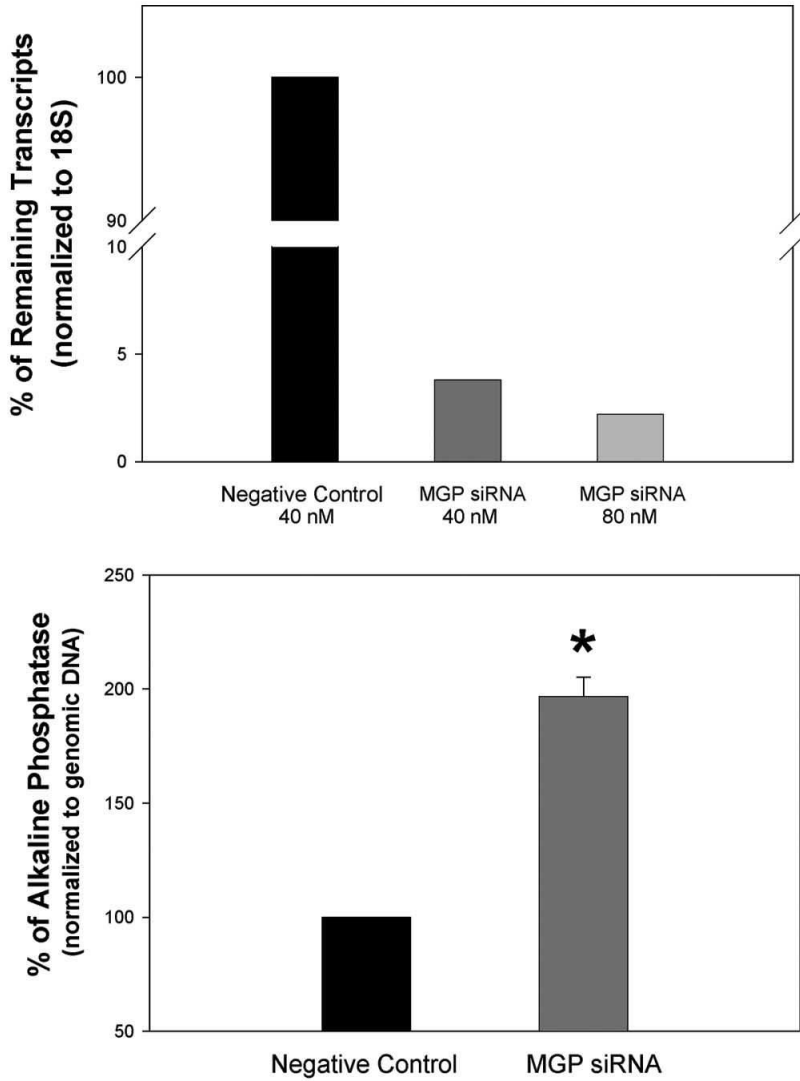 % of Remaining Transcripts
(normalized to 18S)
100
90
10
5
0
Negative Control
40 nM
MGP siRNA
40 nM
MGP siRNA
80 nM
% of Alkaline Phosphatase
(normalized to genomic DNA)
250
200
150
100
50
*
Negative Control
MGP siRNA